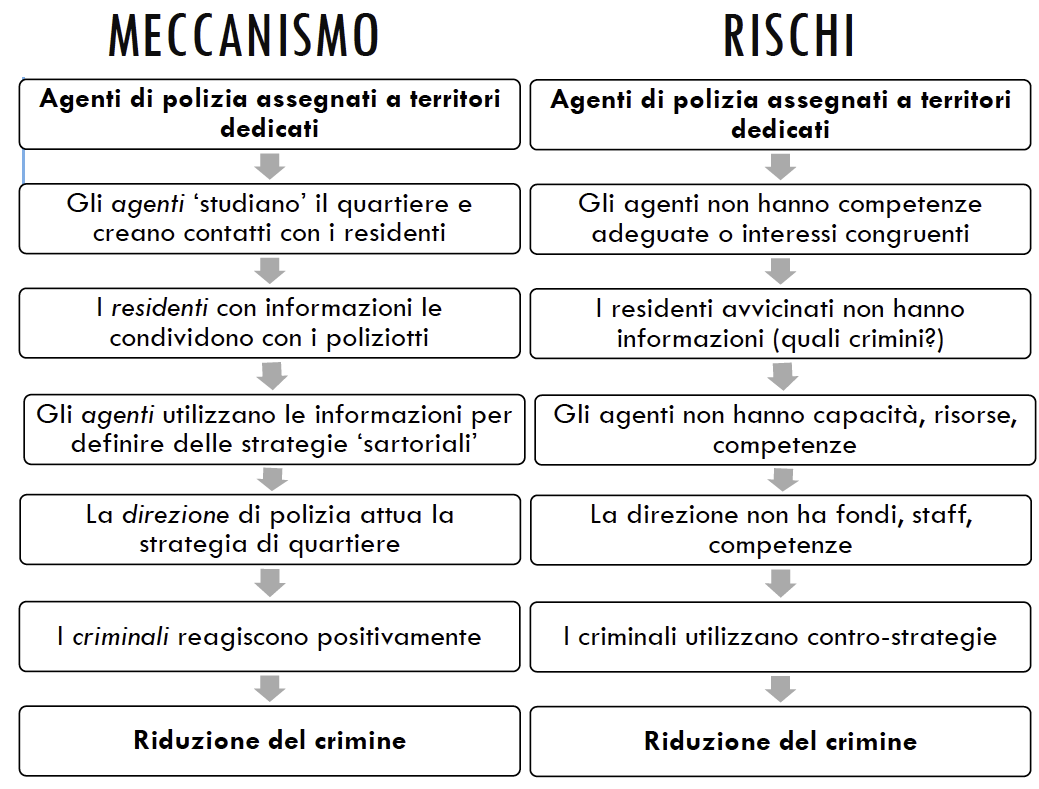 MECCANISMO
Agenti di polizia assegnati a territori
dedicati
Gli agenti ‘studiano’ il quartiere e
creano contatti con i residenti
I residenti con informazioni le
condividono con i poliziotti
Gli agenti utilizzano le informazioni per
definire delle strategie ‘sartoriali’
La direzione di polizia attua la
strategia di quartiere
I criminali reagiscono positivamente
Riduzione del crimine
RISCHI
Agenti di polizia assegnati a territori
dedicati
Gli agenti non hanno competenze
adeguate o interessi congruenti
I residenti avvicinati non hanno
informazioni (quali crimini?)
Gli agenti non hanno capacità, risorse,
competenze
La direzione non ha fondi, staff,
competenze
I criminali utilizzano contro-strategie
Riduzione del crimine